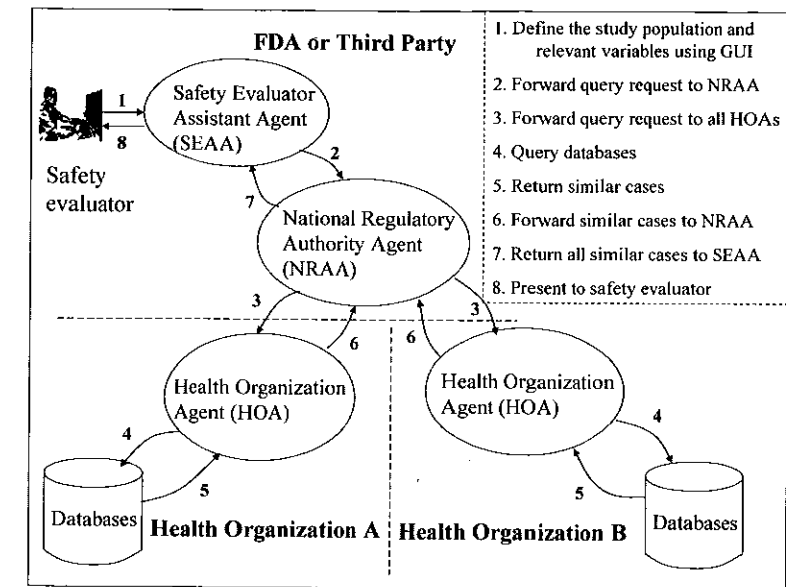 FDA or Third Party
1
8
Safety
evaluator
Safety Evaluator
Assistant Agent
(SEAA)
2
7
National Regulatory
Authority Agent
(NRAA)
3
6
3
6
Health Organization
Agent (HOA)
4
5
Databases
Health Organization A
Health Organization
Agent (HOA)
4
5
Databases
Health Organization B
1. Define the study population and
relevant variables using GUI
2. Forward query request to NRAA
3. Forward query request to all HOAs
4. Query databases
5. Return similar cases
6. Forward similar cases to NRAA
7. Return all similar cases to SEAA
8. Present to safety evaluator